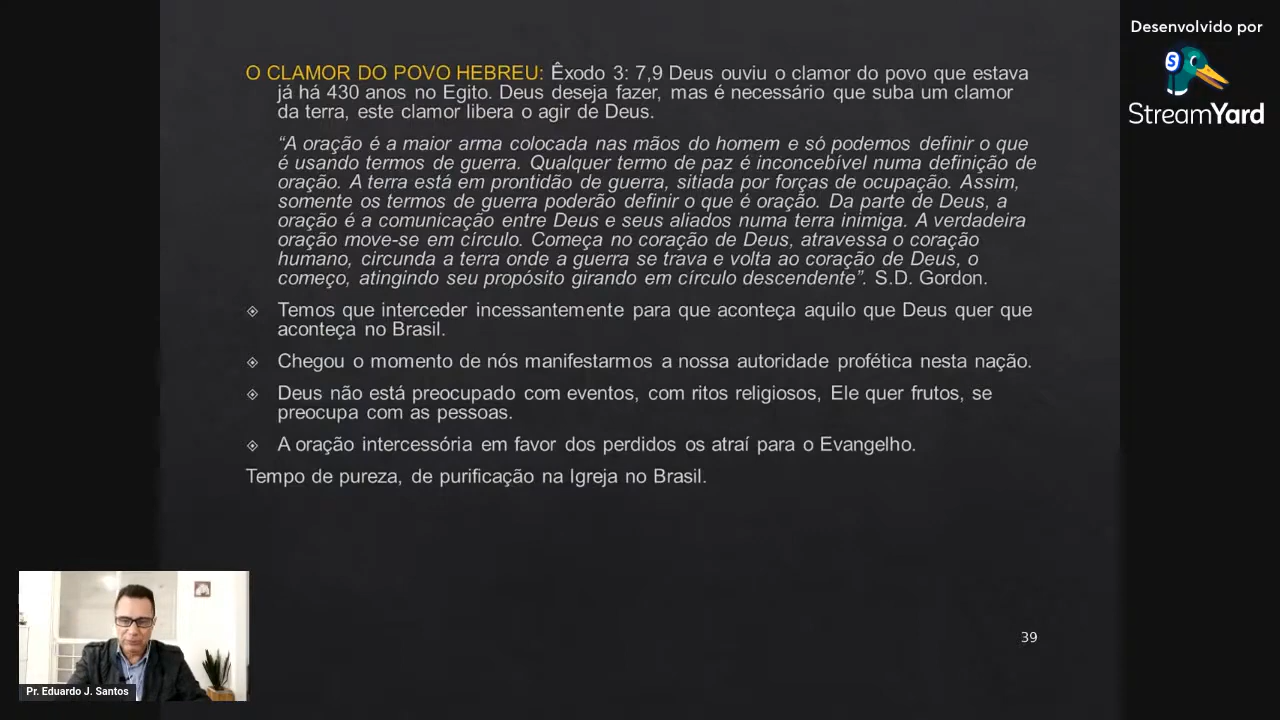 Desenvolvido por
StreamYard
O CLAMOR DO POVO HEBREU: Êxodo 3: 7,9 Deus ouviu o clamor do povo que estava
já há 430 anos no Egito. Deus deseja fazer, mas é necessário que suba um clamor
da terra, este clamor libera o agir de Deus.
“A oração é a maior arma colocada nas mãos do homem e só podemos definir o que
é usando termos de guerra. Qualquer termo de paz é inconcebível numa definição de
oração. A terra está em prontidão de guerra, sitiada por forças de ocupação. Assim,
somente os termos de guerra poderão definir o que é oração. Da parte de Deus, a
oração é a comunicação entre Deus e seus aliados numa terra inimiga. A verdadeira
oração move-se em círculo. Começa no coração de Deus, atravessa o coração
humano, circunda a terra onde a guerra se trava e volta ao coração de Deus, o
começo, atingindo seu propósito girando em círculo descendente”. S.D. Gordon.
Temos que interceder incessantemente para que aconteça aquilo que Deus quer que
aconteça no Brasil.
Chegou o momento de nós manifestarmos a nossa autoridade profética nesta nação.
Deus não está preocupado com eventos, com ritos religiosos, Ele quer frutos, se
preocupa com as pessoas.
A oração intercessória em favor dos perdidos os atraí para o Evangelho.
Tempo de pureza, de purificação na Igreja no Brasil.
39
Pr. Eduardo J. Santos